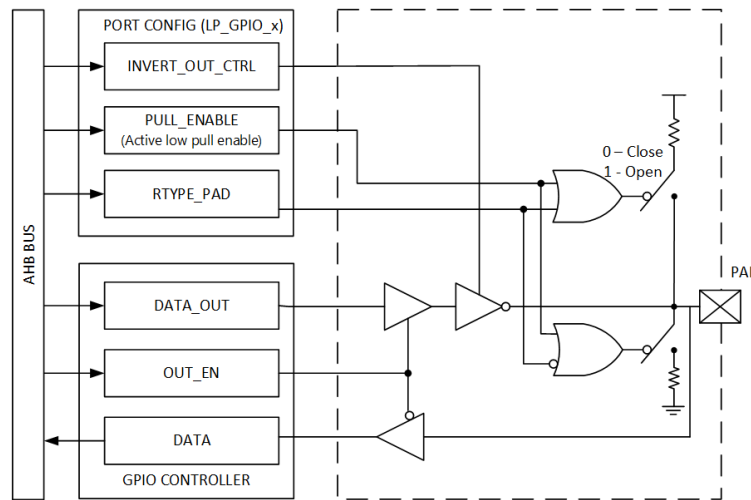 PORT CONFIG (LP_GPIO_x)
INVERT_OUT_CTRL
PULL_ENABLE
(Active low pull enable)
RTYPE_PAD
0 – Close
1 - Open
AHB BUS
PAD
DATA_OUT
OUT_EN
DATA
GPIO CONTROLLER